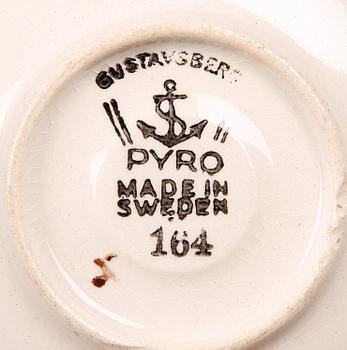 GUSTAVSBERG
PYRO
MADE IN
SWEDEN
164